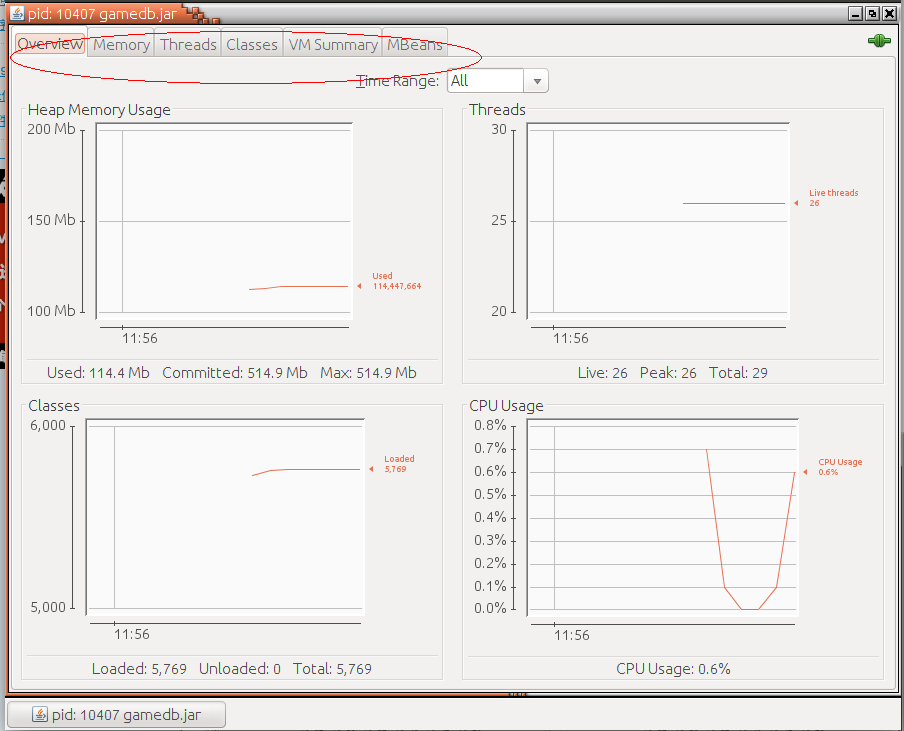 pid: 10407 gamedb.jar
Overview Memory Threads Classes VM Summary MBeans
Time Range: All
Heap Memory Usage
200 Mb
150 Mb
100 Mb
11:56
Used
114,447,664
Used: 114.4 Mb Committed: 514.9 Mb Max: 514.9 Mb
Threads
30
25
20
11:56
Live threads
26
Live: 26 Peak: 26 Total: 29
Classes
6,000
5,000
11:56
Loaded
5,769
Loaded: 5,769 Unloaded: 0 Total: 5,769
CPU Usage
0.8%
0.7%
0.6%
0.5%
0.4%
0.3%
0.2%
0.1%
0.0%
11:56
CPU Usage
0.6%
CPU Usage: 0.6%
pid: 10407 gamedb.jar